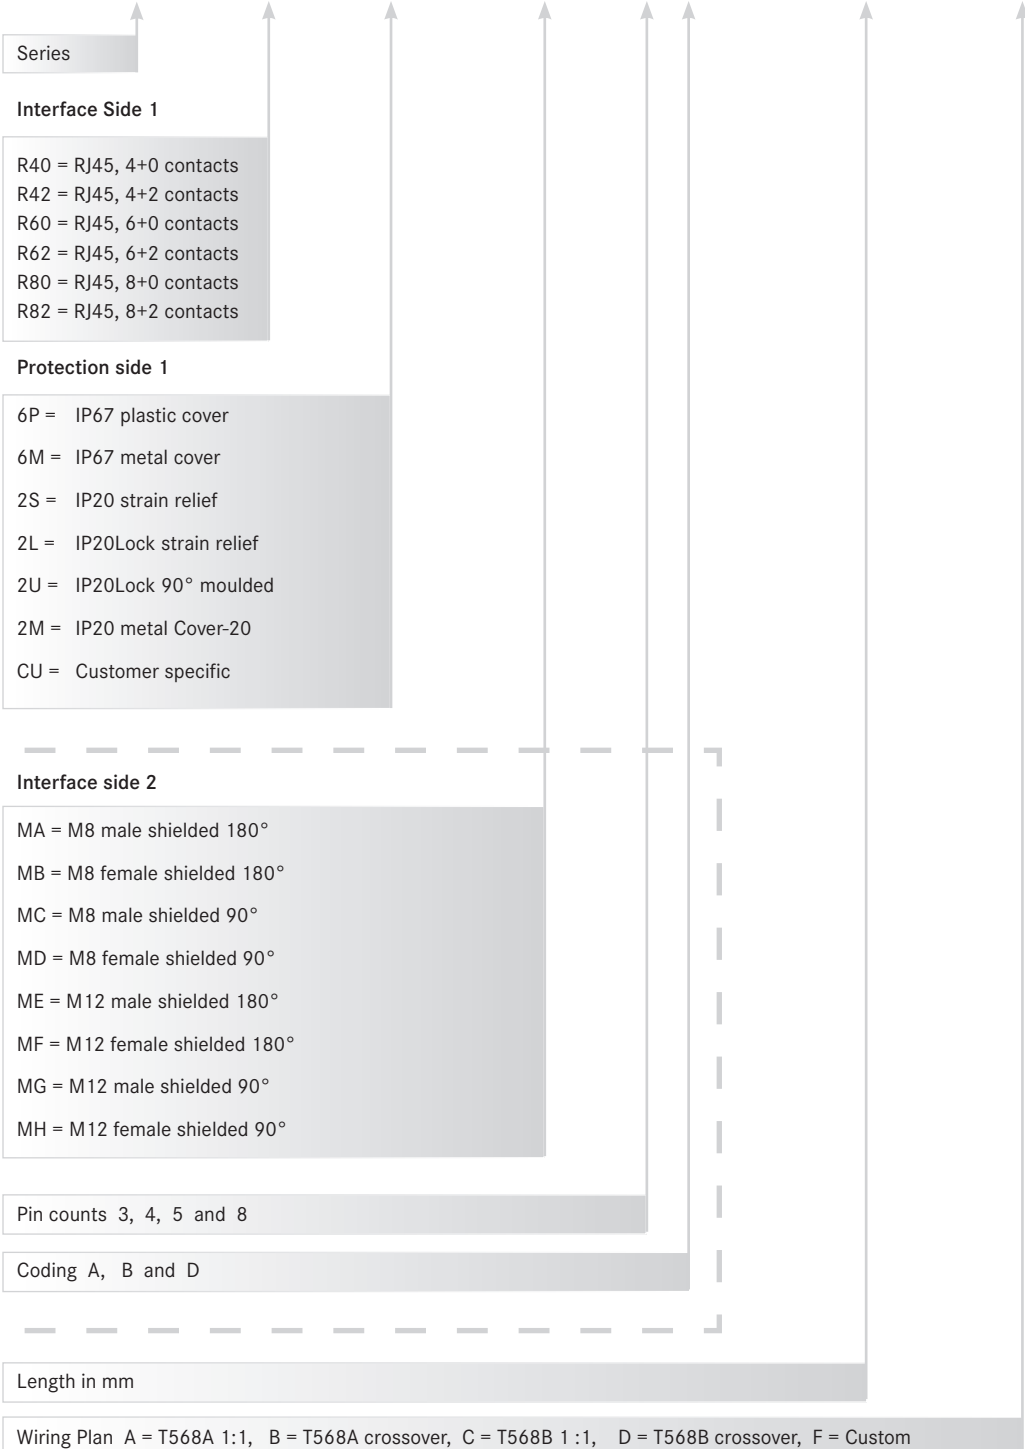 Series
Interface Side 1
R40 = RJ45, 4+0 contacts
R42 = RJ45, 4+2 contacts
R60 = RJ45, 6+0 contacts
R62 = RJ45, 6+2 contacts
R80 = RJ45, 8+0 contacts
R82 = RJ45, 8+2 contacts
Protection side 1
6P = IP67 plastic cover
6M = IP67 metal cover
2S = IP20 strain relief
2L = IP20Lock strain relief
2U = IP20Lock 90° moulded
2M = IP20 metal Cover-20
CU = Customer specific
Interface side 2
MA = M8 male shielded 180°
MB = M8 female shielded 180°
MC = M8 male shielded 90°
MD = M8 female shielded 90°
ME = M12 male shielded 180°
MF = M12 female shielded 180°
MG = M12 male shielded 90°
MH = M12 female shielded 90°
Pin counts 3, 4, 5 and 8
Coding A, B and D
Length in mm
Wiring Plan A = T568A 1:1, B = T568A crossover, C = T568B 1 :1, D = T568B crossover, F = Custom